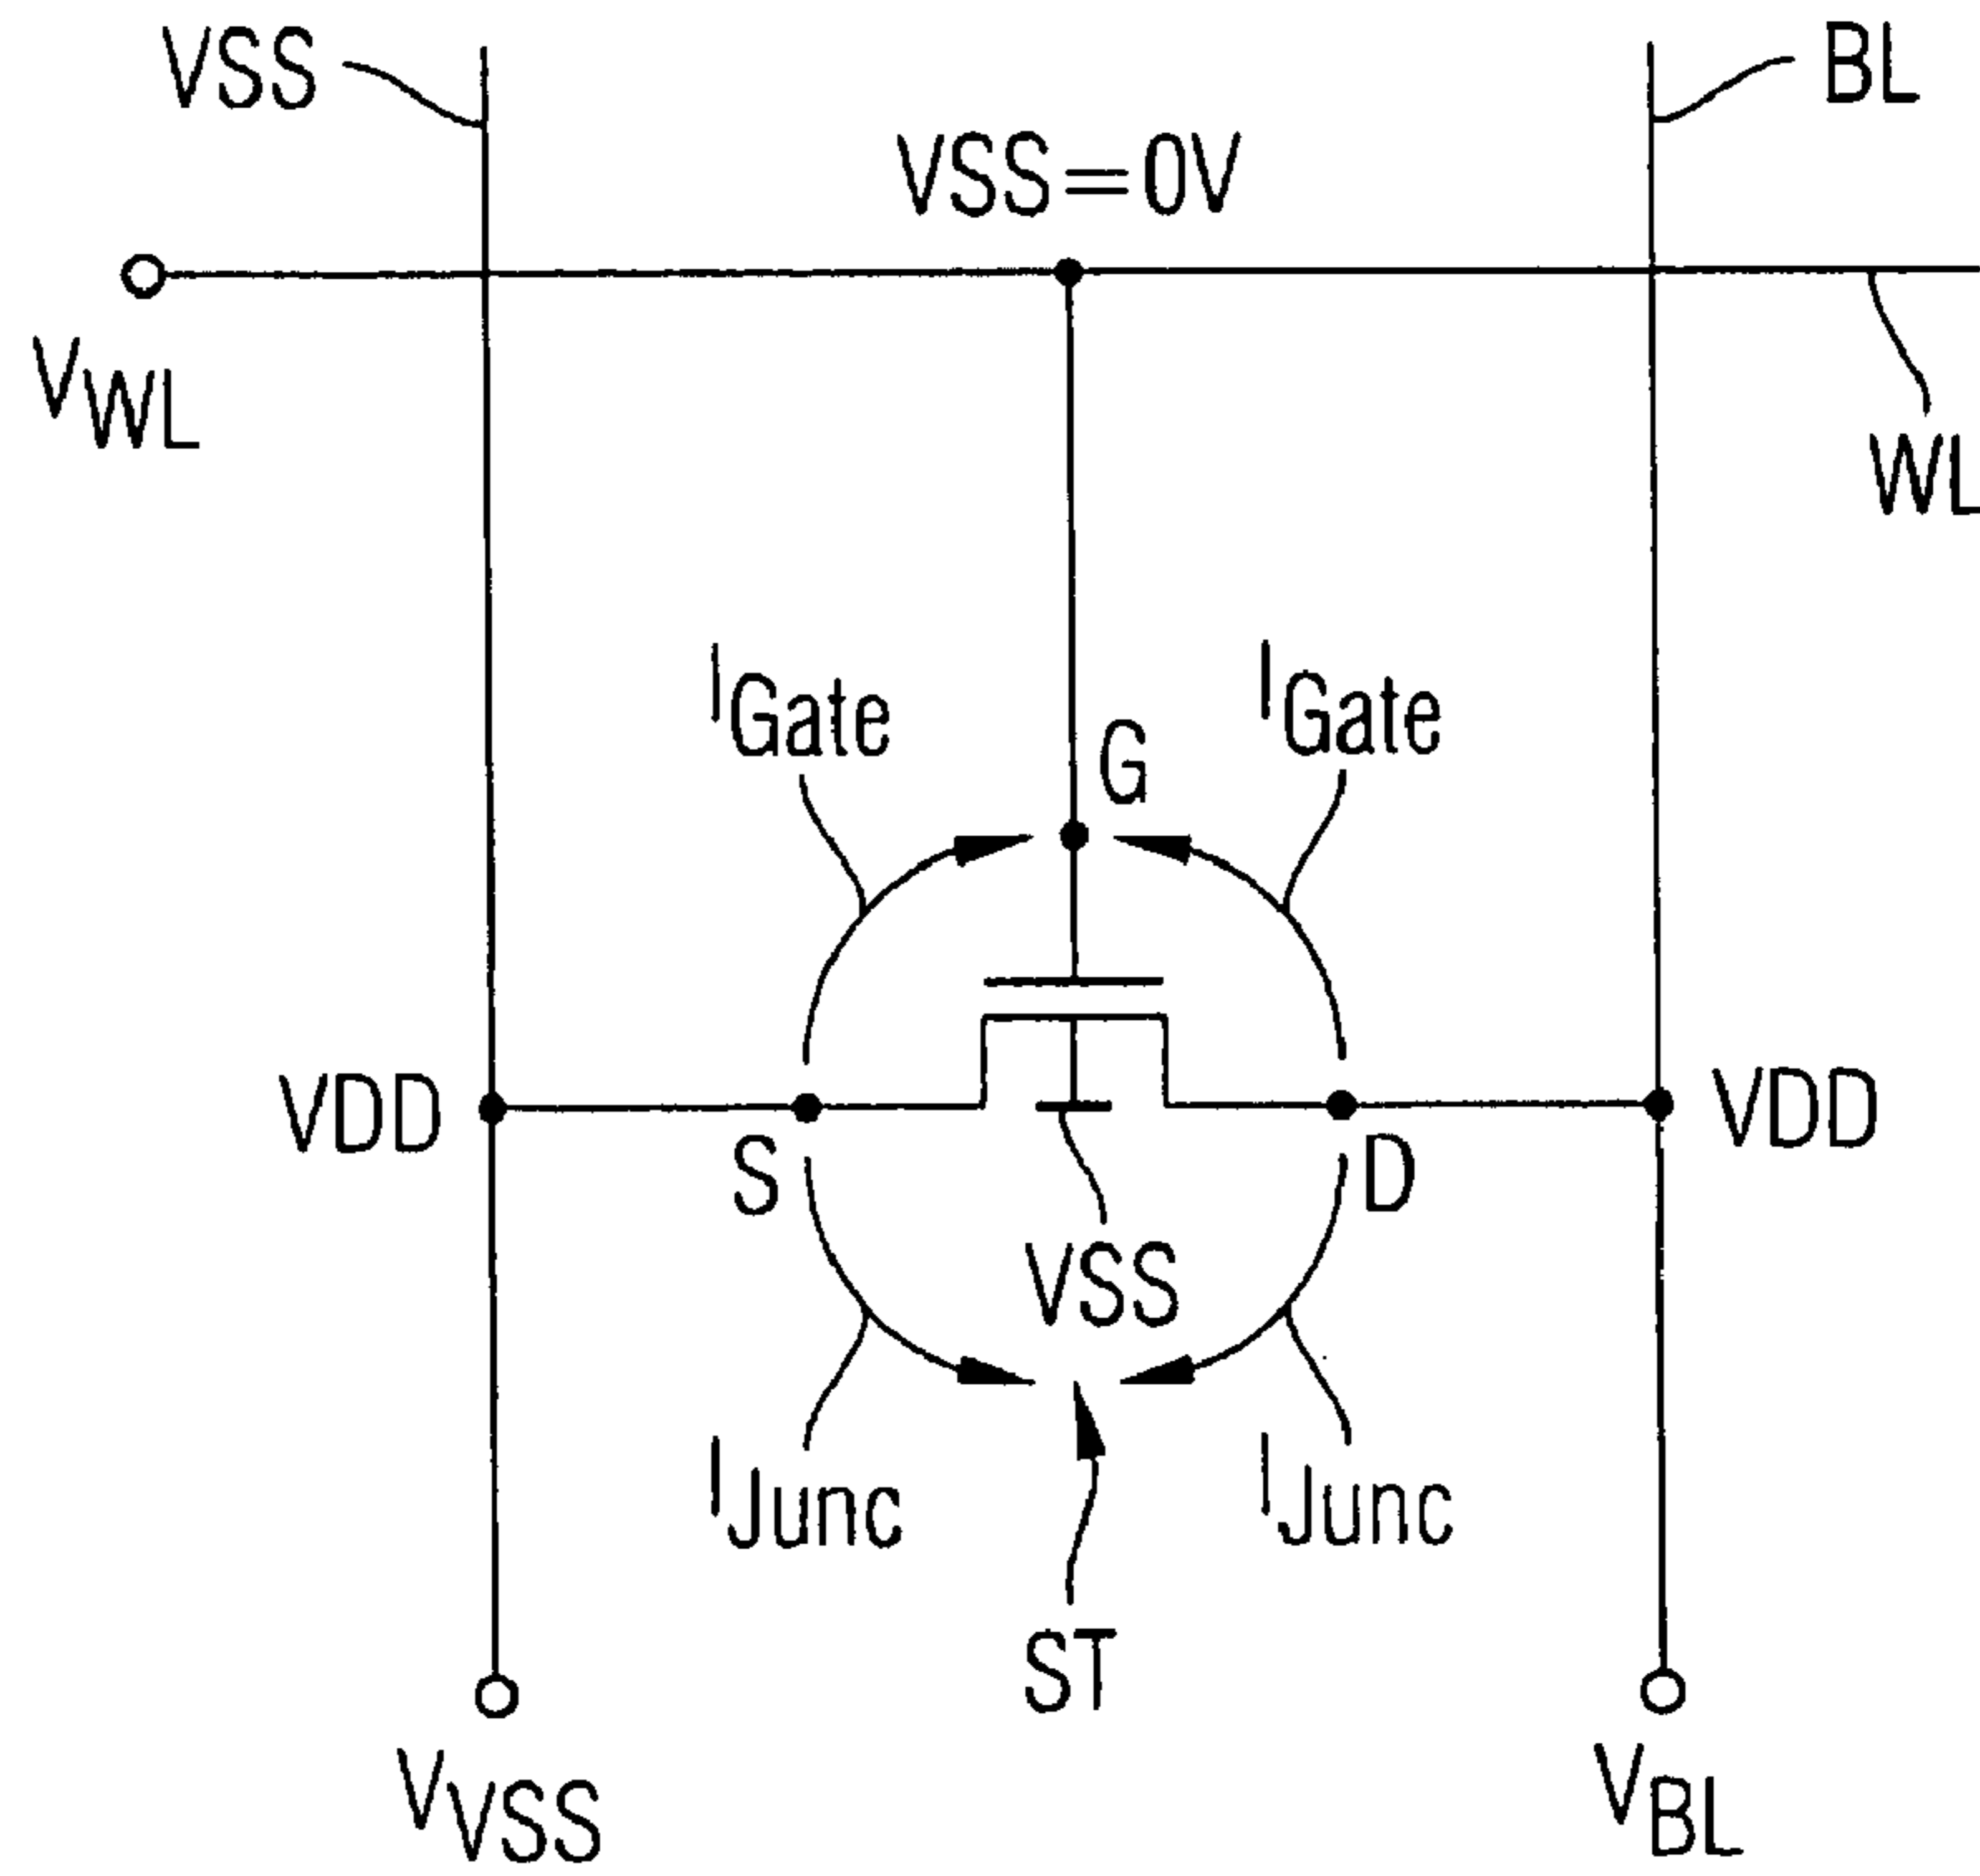 VSS
BL
VSS=0V
VWL
WL
IGate
IGate
G
VDD
VDD
S
D
VSS
IJunc
IJunc
ST
VVSS
VBL